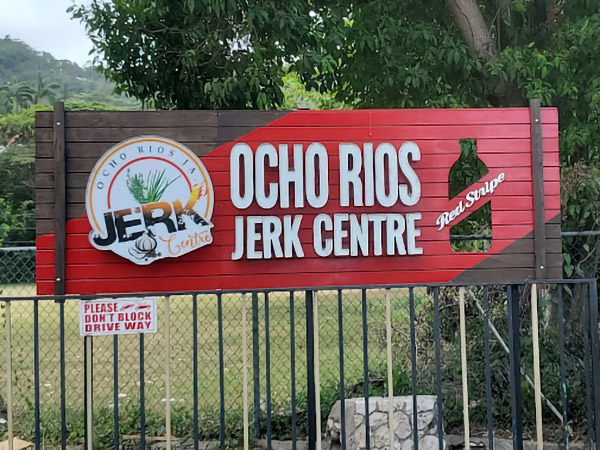 OCHO RIOS JA
JERK
Centre
OCHO RIOS
JERK CENTRE
Red Stripe
PLEASE
DON'T BLOCK
DRIVE WAY